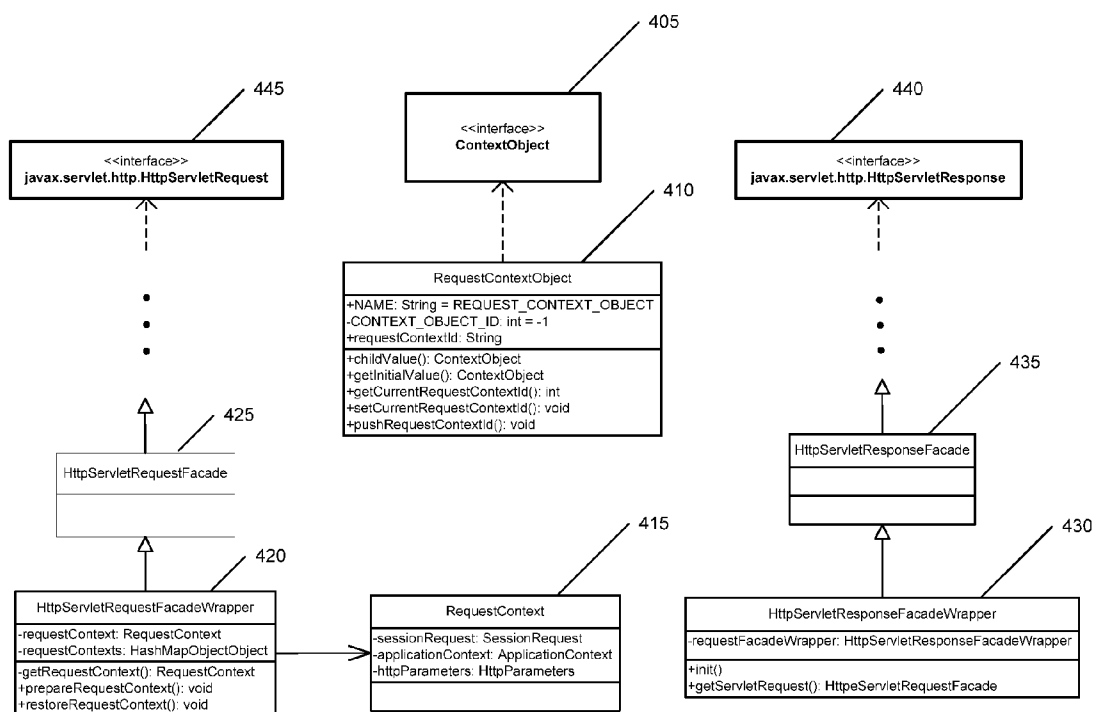 445
<<interface>>
javax.servlet.http.HttpServletRequest
405
<<interface>>
ContextObject
440
<<interface>>
javax.servlet.http.HttpServletResponse
410
RequestContextObject
+NAME: String = REQUEST_CONTEXT_OBJECT
-CONTEXT_OBJECT_ID: int = -1
+requestContextId: String
+childValue(): ContextObject
+getInitialValue(): ContextObject
+getCurrentRequestContextId(): int
+setCurrentRequestContextId(): void
+pushRequestContextId(): void
425
HttpServletRequestFacade
435
HttpServletResponseFacade
420
HttpServletRequestFacadeWrapper
-requestContext: RequestContext
-requestContexts: HashMapObjectObject
-getRequestContext(): RequestContext
+prepareRequestContext(): void
+restoreRequestContext(): void
415
RequestContext
-sessionRequest: SessionRequest
-applicationContext: ApplicationContext
-httpParameters: HttpParameters
430
HttpServletResponseFacadeWrapper
-requestFacadeWrapper: HttpServletResponseFacadeWrapper
+init()
+getServletRequest(): HttpeServletRequestFacade